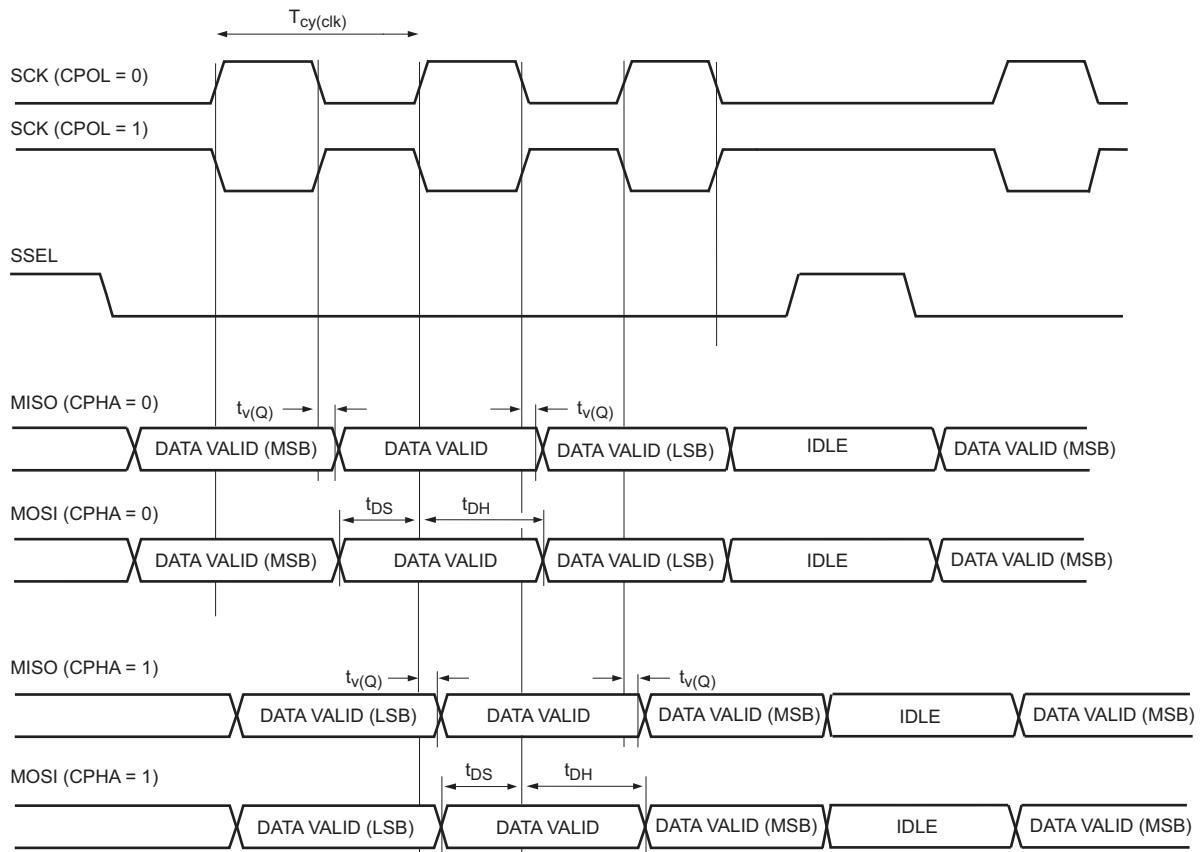 Tcy(clk)
SCK (CPOL = 0)
SCK (CPOL = 1)
SSEL
MISO (CPHA = 0)
tv(Q) tv(Q)
DATA VALID (MSB) DATA VALID DATA VALID (LSB) IDLE DATA VALID (MSB)
MOSI (CPHA = 0)
tDS tDH
DATA VALID (MSB) DATA VALID DATA VALID (LSB) IDLE DATA VALID (MSB)
MISO (CPHA = 1)
tv(Q) tv(Q)
DATA VALID (LSB) DATA VALID DATA VALID (MSB) IDLE DATA VALID (MSB)
MOSI (CPHA = 1)
tDS tDH
DATA VALID (LSB) DATA VALID DATA VALID (MSB) IDLE DATA VALID (MSB)